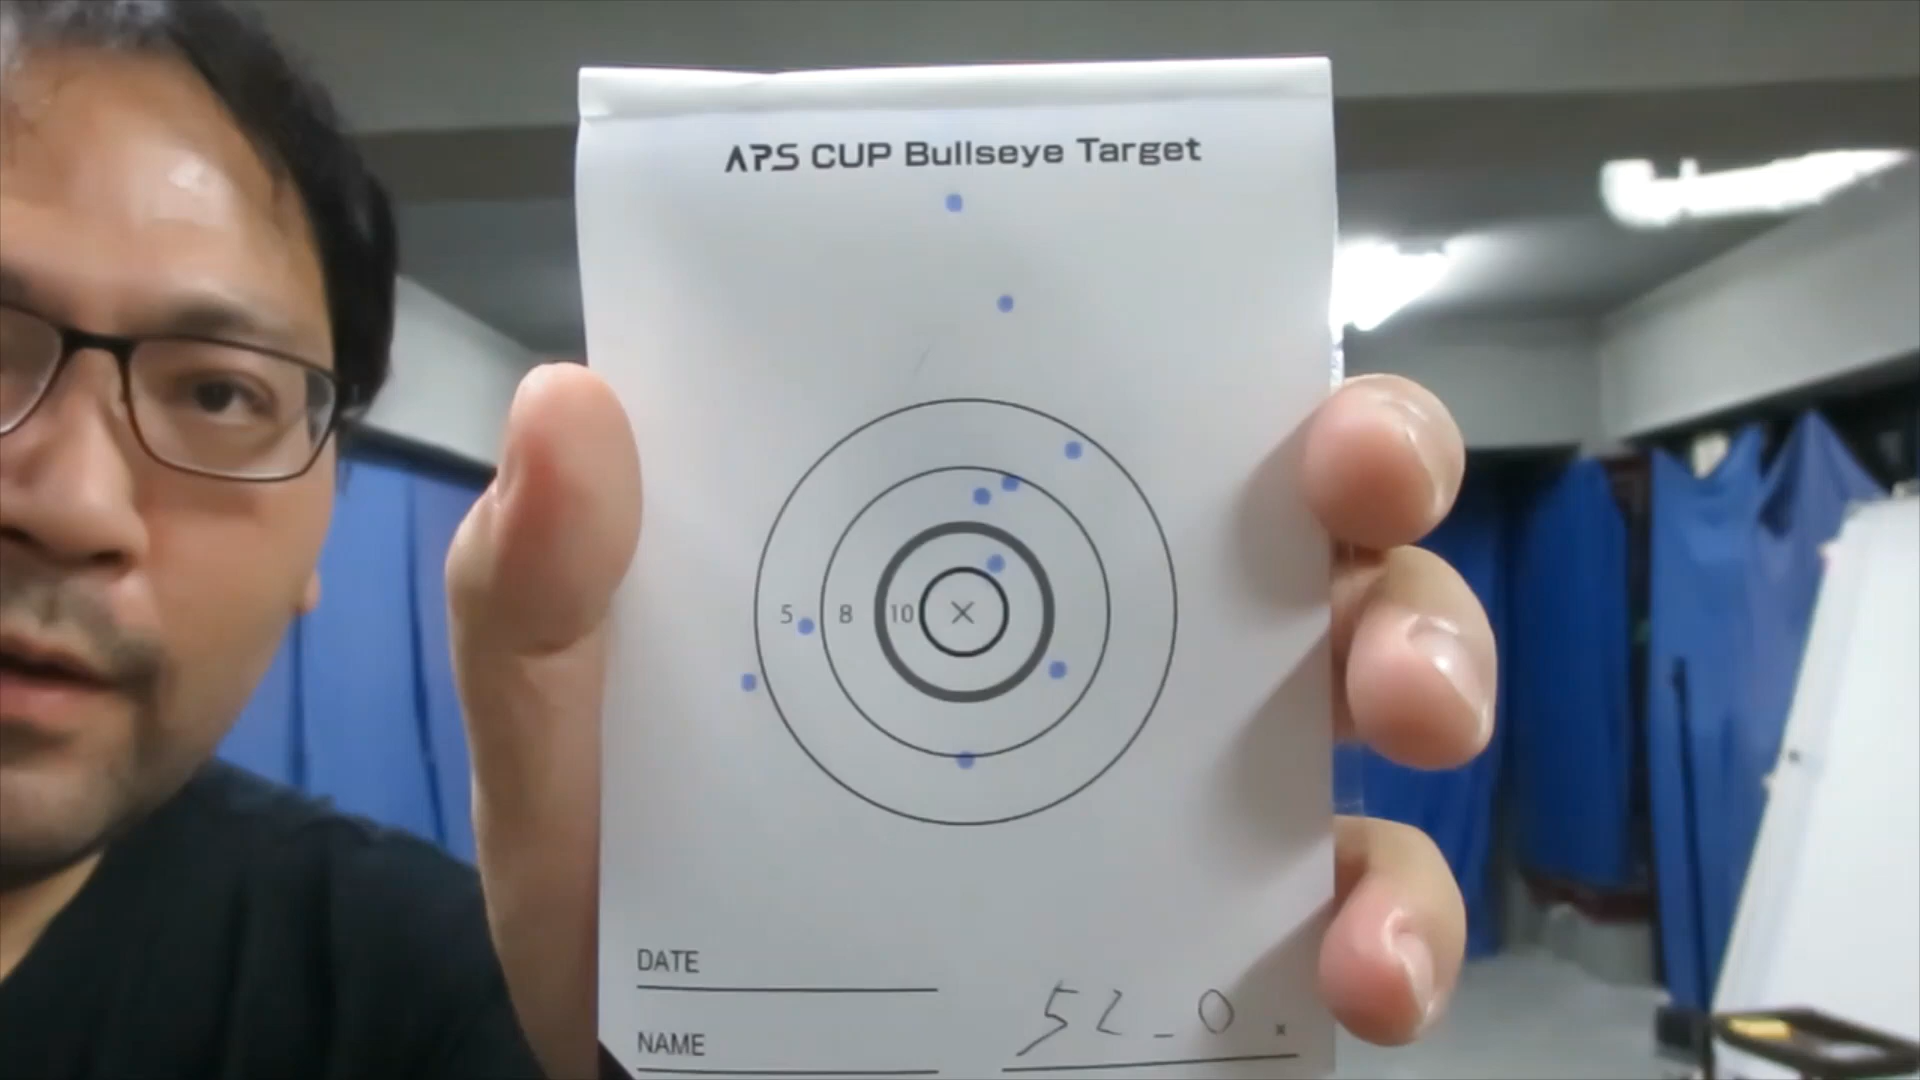 APS CUP Bullseye Target
5 8 10 ×
DATE
52-0 ×
NAME